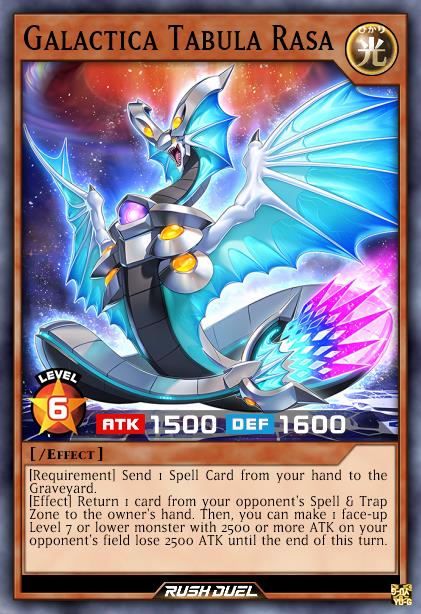 Galactica Tabula Rasa
ひかり
光
LEVEL
6
ATK 1500 DEF 1600
[ /Effect ]
[Requirement] Send 1 Spell Card from your hand to the
Graveyard.
[Effect] Return 1 card from your opponent's Spell & Trap
Zone to the owner's hand. Then, you can make 1 face-up
Level 7 or lower monster with 2500 or more ATK on your
opponent's field lose 2500 ATK until the end of this turn.
RUSH DUEL